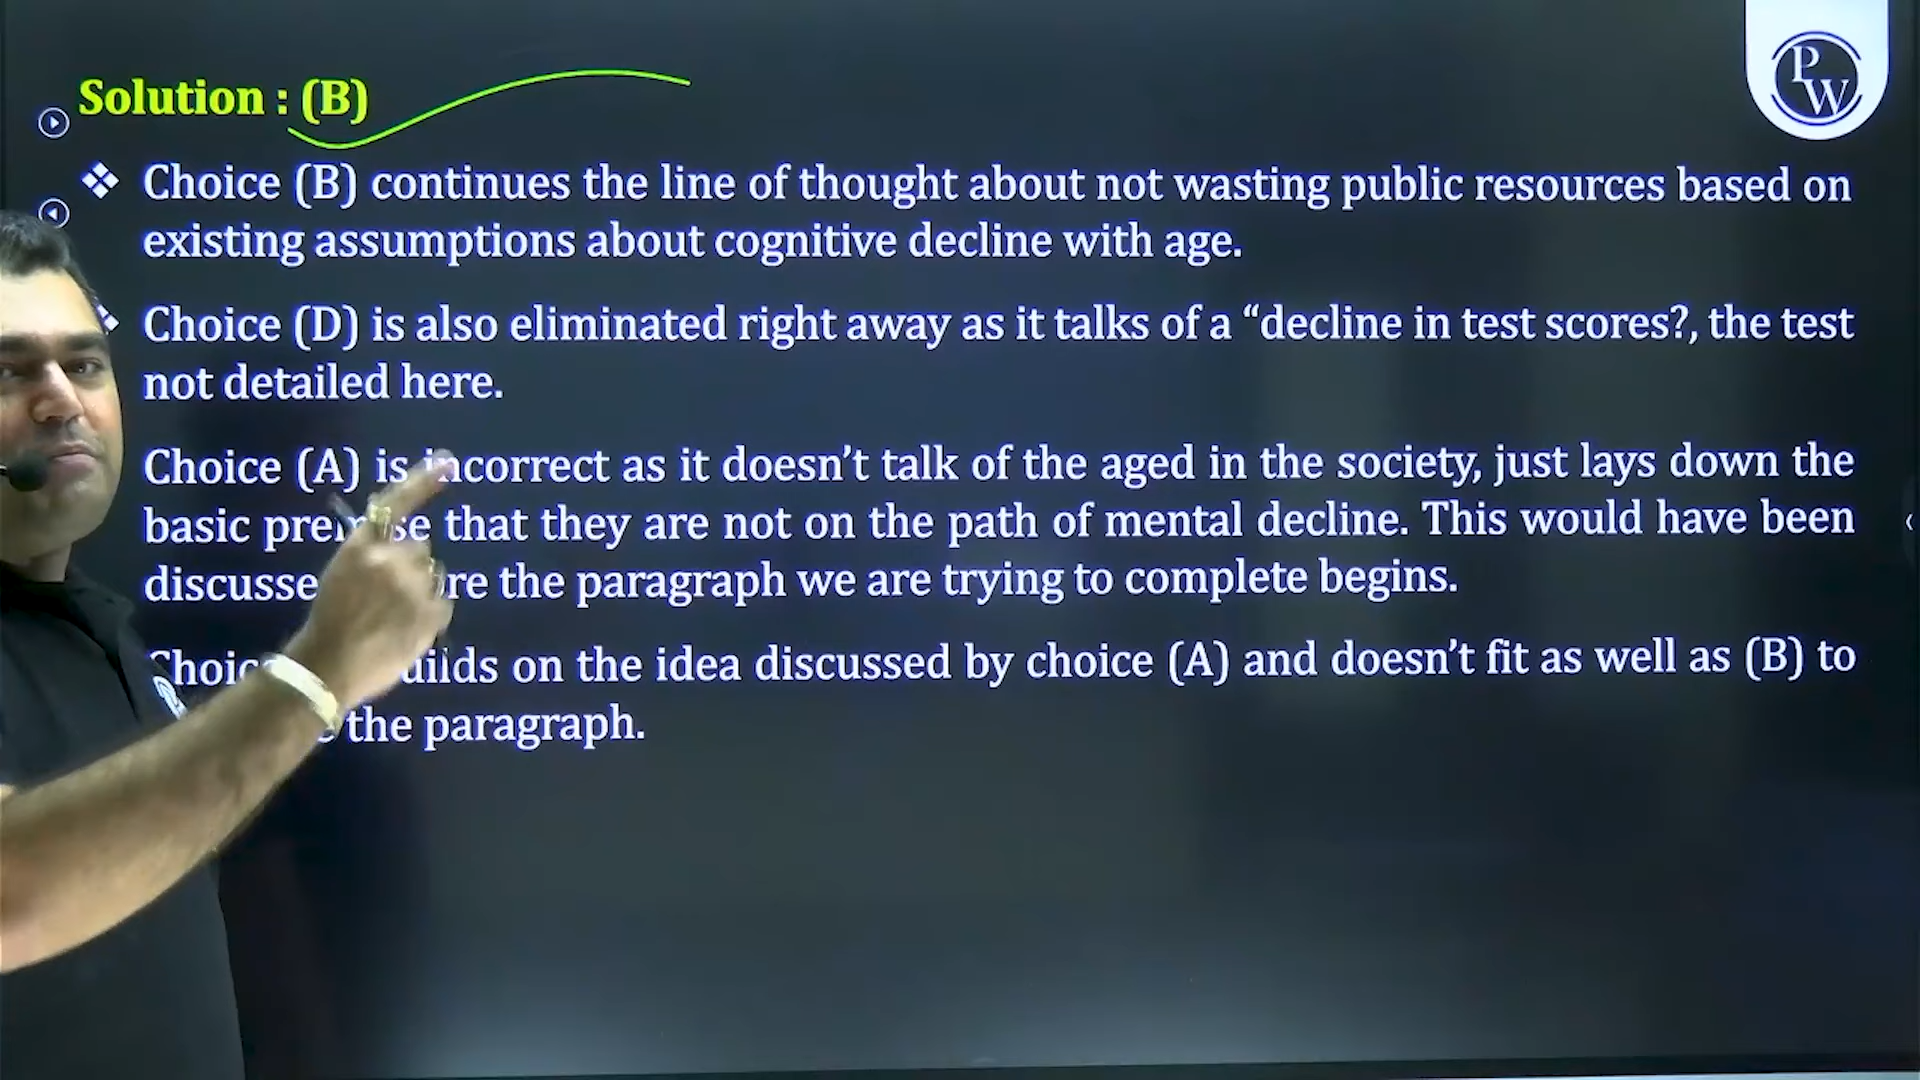 Solution : (B)
PW
Choice (B) continues the line of thought about not wasting public resources based on
existing assumptions about cognitive decline with age.
Choice (D) is also eliminated right away as it talks of a “decline in test scores?, the test
not detailed here.
Choice (A) is incorrect as it doesn’t talk of the aged in the society, just lays down the
basic that they are not on the path of mental decline. This would have been
the paragraph we are trying to complete begins.
on the idea discussed by choice (A) and doesn’t fit as well as (B) to
the paragraph.